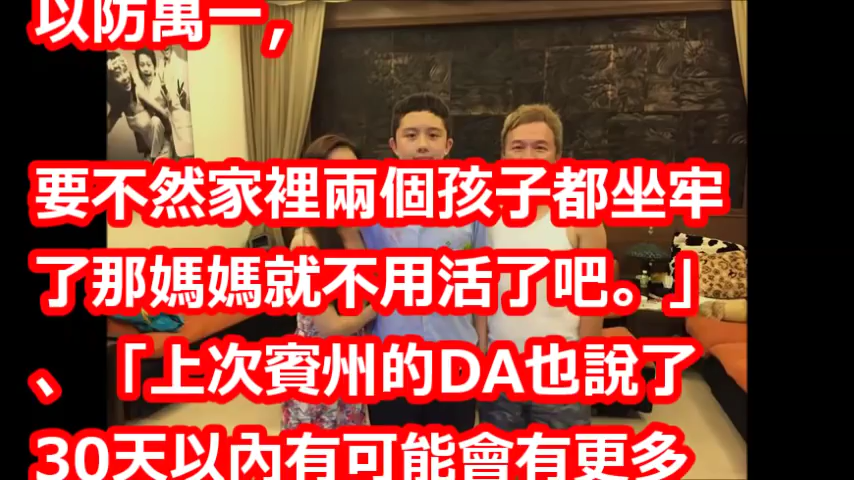 以防萬一,
要不然家裡兩個孩子都坐牢
了那媽媽就不用活了吧。」
、「上次賓州的DA也說了
30天以內有可能會有更多